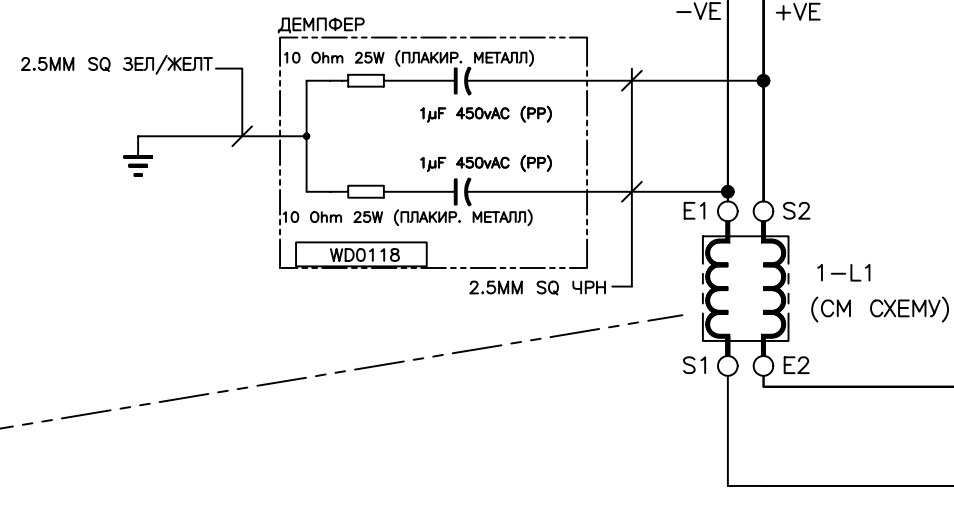 −VE
+VE
ДЕМПФЕР
10 Ohm 25W (ПЛАКИР. МЕТАЛЛ)
2.5MM SQ ЗЕЛ/ЖЕЛТ
1µF 450vAC (PP)
1µF 450vAC (PP)
10 Ohm 25W (ПЛАКИР. МЕТАЛЛ)
E1
S2
WD0118
2.5MM SQ ЧРН
1−L1
(СМ СХЕМУ)
S1
E2